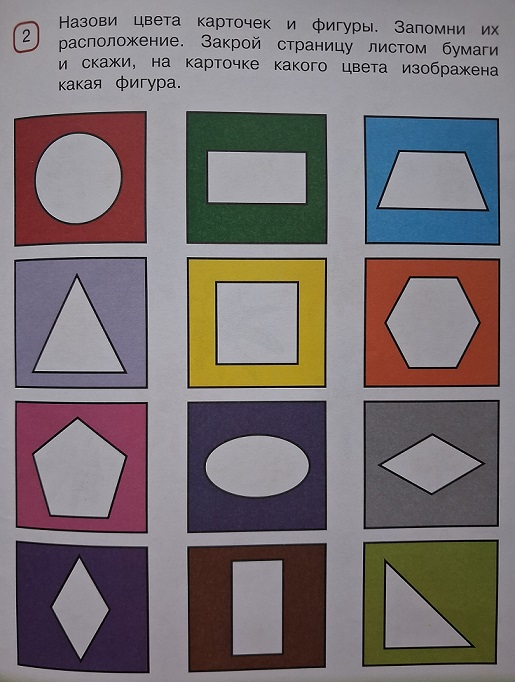 2
Назови цвета карточек и фигуры. Запомни их
расположение. Закрой страницу листом бумаги
и скажи, на карточке какого цвета изображена
какая фигура.